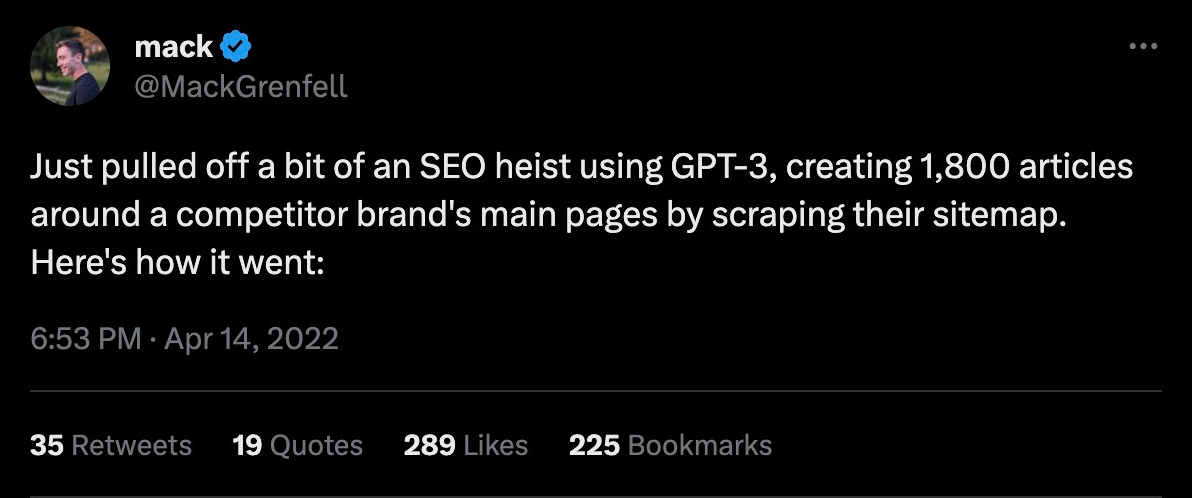 mack
@MackGrenfell
Just pulled off a bit of an SEO heist using GPT-3, creating 1,800 articles
around a competitor brand's main pages by scraping their sitemap.
Here's how it went:
6:53 PM · Apr 14, 2022
35 Retweets 19 Quotes 289 Likes 225 Bookmarks